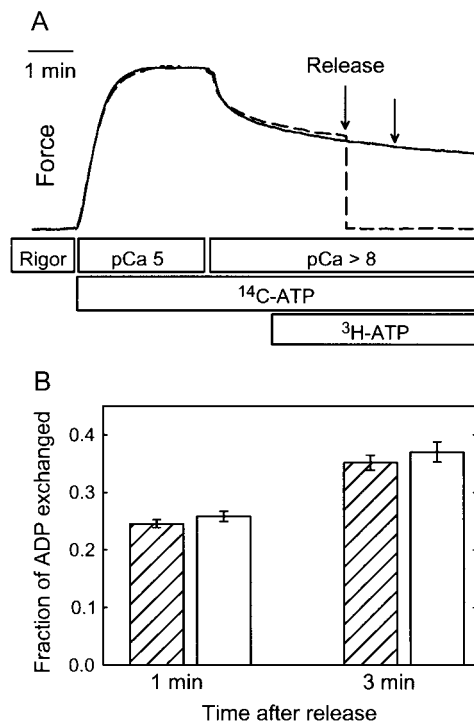 A
1 min
Release
Force
Rigor
pCa 5
pCa > 8
¹⁴C-ATP
³H-ATP
B
Fraction of ADP exchanged
0.4
0.3
0.2
0.1
0.0
1 min
3 min
Time after release